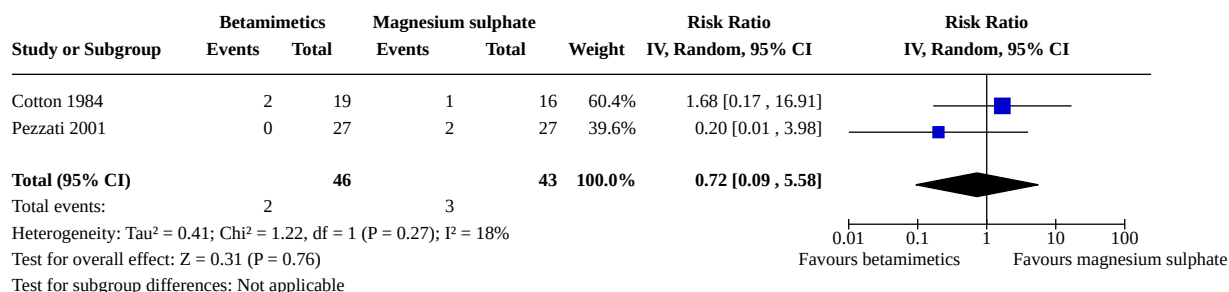 Betamimetics Magnesium sulphate Risk Ratio Risk Ratio
Study or Subgroup Events Total Events Total Weight IV, Random, 95% CI IV, Random, 95% CI
Cotton 1984 2 19 1 16 60.4% 1.68 [0.17 , 16.91]
Pezzati 2001 0 27 2 27 39.6% 0.20 [0.01 , 3.98]
Total (95% CI) 46 43 100.0% 0.72 [0.09 , 5.58]
Total events: 2 3
Heterogeneity: Tau² = 0.41; Chi² = 1.22, df = 1 (P = 0.27); I² = 18%
0.01 0.1 1 10 100
Test for overall effect: Z = 0.31 (P = 0.76) Favours betamimetics Favours magnesium sulphate
Test for subgroup differences: Not applicable